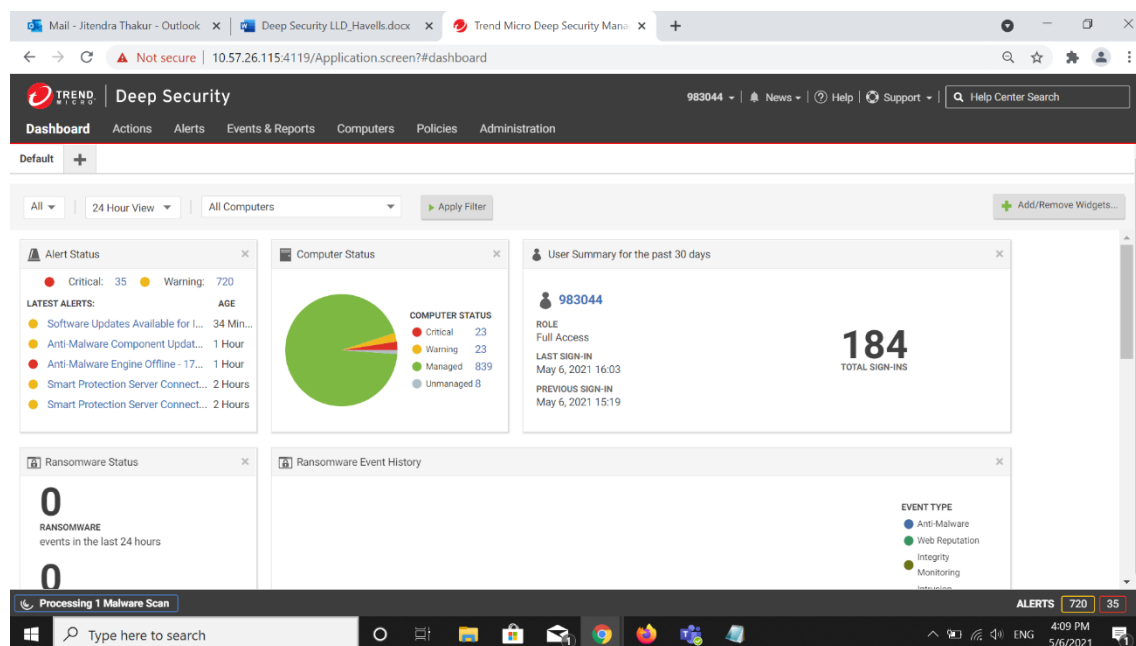 Mail - Jitendra Thakur - Outlook
Deep Security LLD_Havells.docx
Trend Micro Deep Security Mana
Not secure | 10.57.26.115:4119/Application.screen?#dashboard
TREND MICRO | Deep Security
983044 | News | Help | Support | Help Center Search
Dashboard Actions Alerts Events & Reports Computers Policies Administration
Default
All 24 Hour View All Computers Apply Filter Add/Remove Widgets...
Alert Status
Critical: 35 Warning: 720
LATEST ALERTS: AGE
Software Updates Available for I... 34 Min...
Anti-Malware Component Updat... 1 Hour
Anti-Malware Engine Offline - 17... 1 Hour
Smart Protection Server Connect... 2 Hours
Smart Protection Server Connect... 2 Hours
Computer Status
COMPUTER STATUS
Critical 23
Warning 23
Managed 839
Unmanaged 8
User Summary for the past 30 days
983044
ROLE
Full Access
LAST SIGN-IN
May 6, 2021 16:03
PREVIOUS SIGN-IN
May 6, 2021 15:19
184
TOTAL SIGN-INS
Ransomware Status
0
RANSOMWARE
events in the last 24 hours
0
Ransomware Event History
EVENT TYPE
Anti-Malware
Web Reputation
Integrity
Monitoring
Processing 1 Malware Scan
ALERTS 720 35
Type here to search
ENG
4:09 PM
5/6/2021